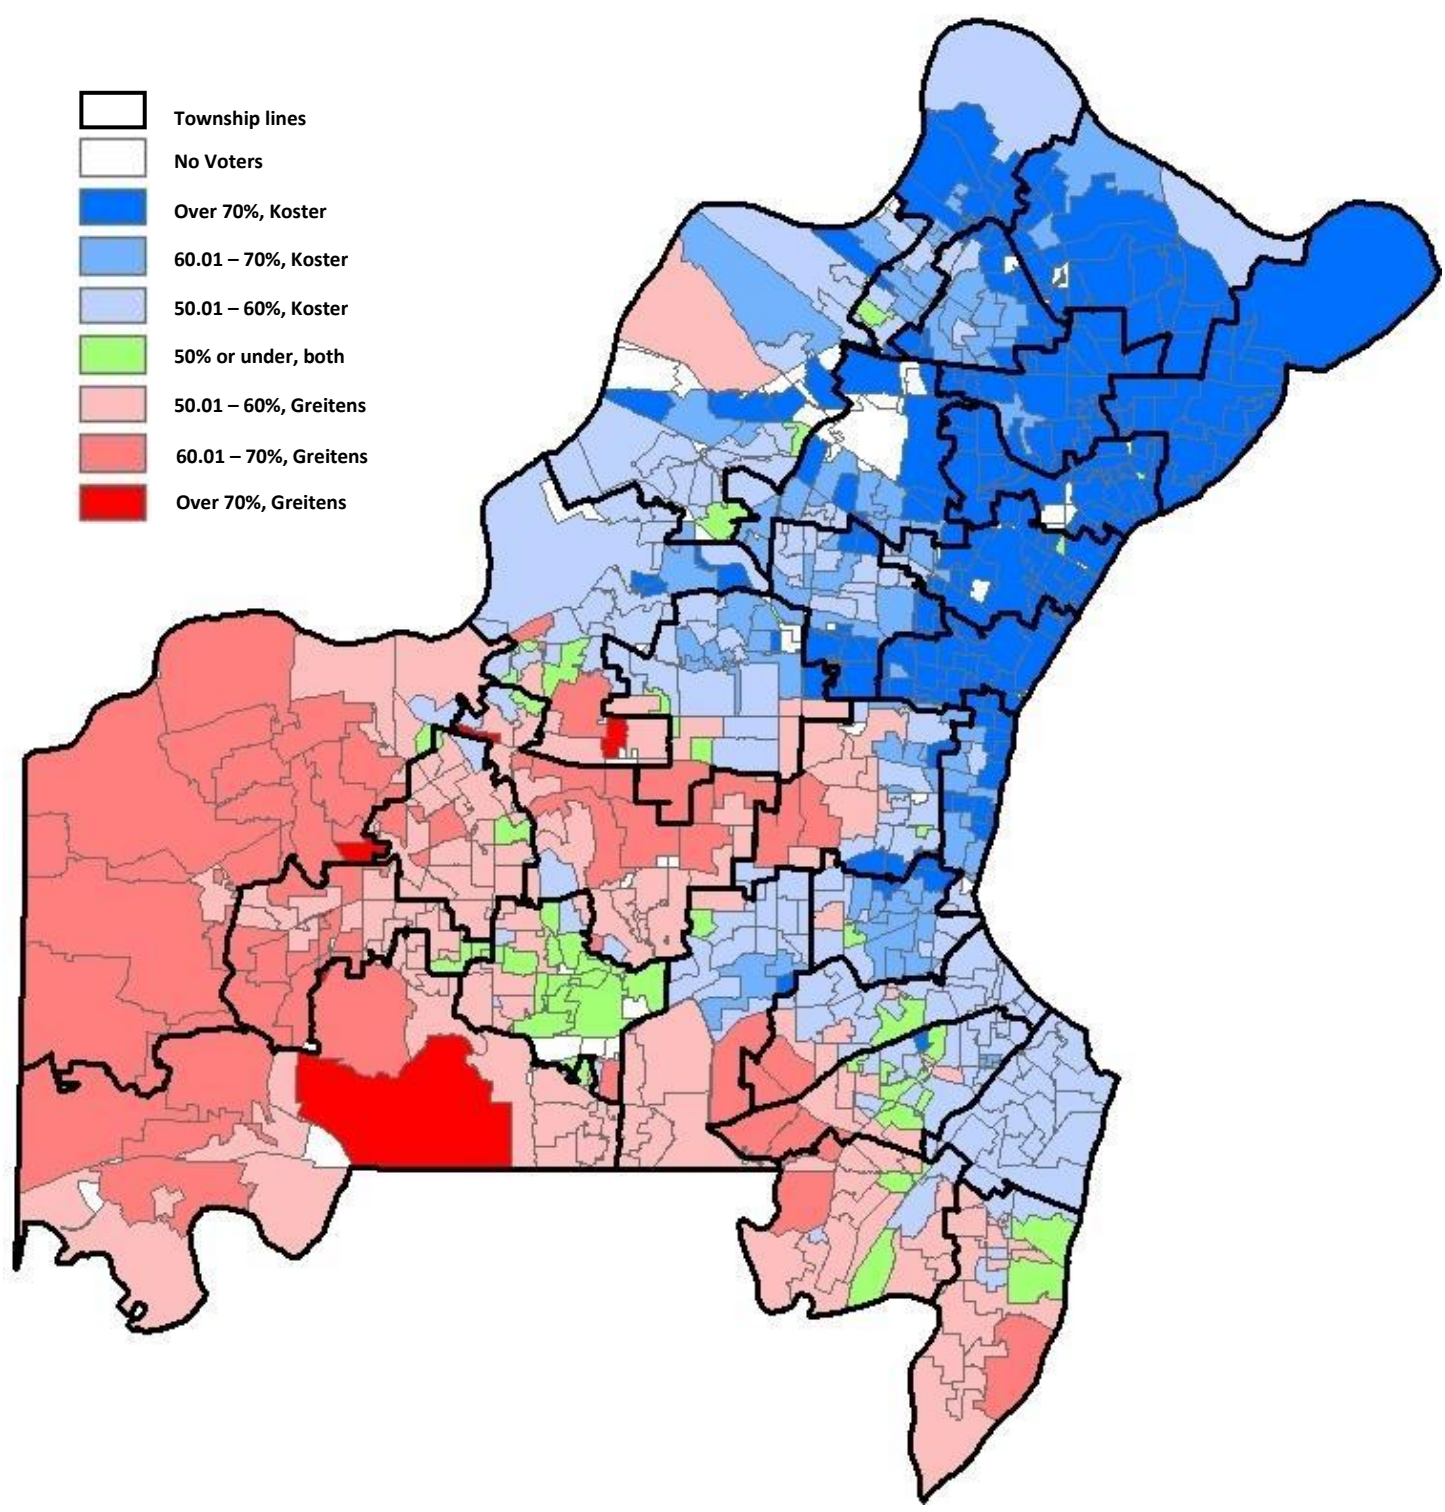 Township lines
No Voters
Over 70%, Koster
60.01 – 70%, Koster
50.01 – 60%, Koster
50% or under, both
50.01 – 60%, Greitens
60.01 – 70%, Greitens
Over 70%, Greitens